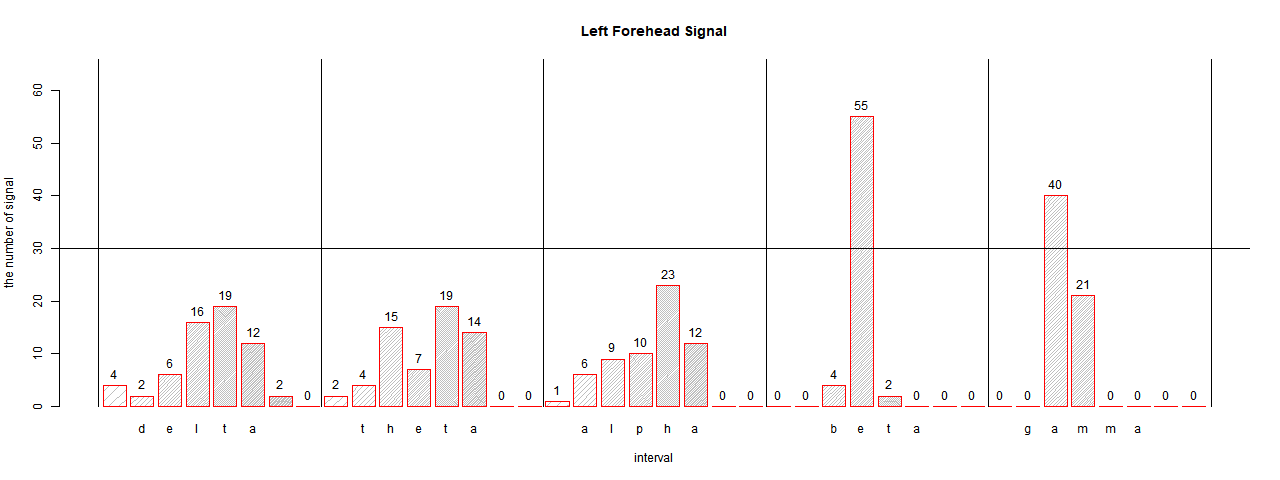 Left Forehead Signal
the number of signal
60
50
40
30
20
10
0
4 2 6 16 19 12 2 0 2 4 15 7 19 14 0 0 1 6 9 10 23 12 0 0 0 0 4 55 2 0 0 0 0 0 40 21 0 0 0 0
d e l t a t h e t a a l p h a b e t a g a m m a
interval